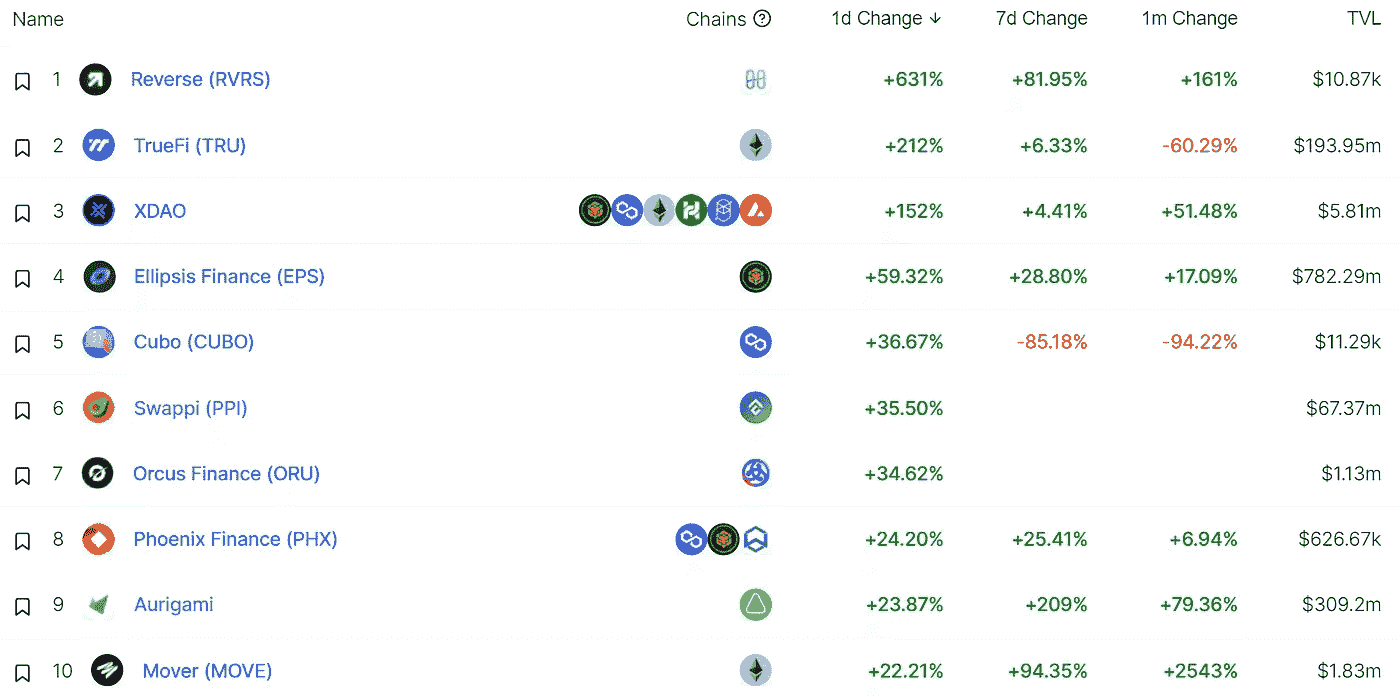 Name Chains ? 1d Change ↓ 7d Change 1m Change TVL
1 Reverse (RVRS) +631% +81.95% +161% $10.87k
2 TrueFi (TRU) +212% +6.33% -60.29% $193.95m
3 XDAO +152% +4.41% +51.48% $5.81m
4 Ellipsis Finance (EPS) +59.32% +28.80% +17.09% $782.29m
5 Cubo (CUBO) +36.67% -85.18% -94.22% $11.29k
6 Swappi (PPI) +35.50% $67.37m
7 Orcus Finance (ORU) +34.62% $1.13m
8 Phoenix Finance (PHX) +24.20% +25.41% +6.94% $626.67k
9 Aurigami +23.87% +209% +79.36% $309.2m
10 Mover (MOVE) +22.21% +94.35% +2543% $1.83m